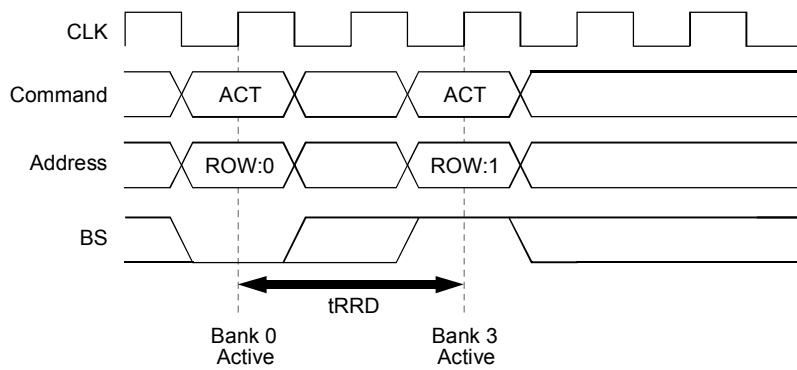 CLK
Command
ACT
ACT
Address
ROW:0
ROW:1
BS
tRRD
Bank 0
Active
Bank 3
Active